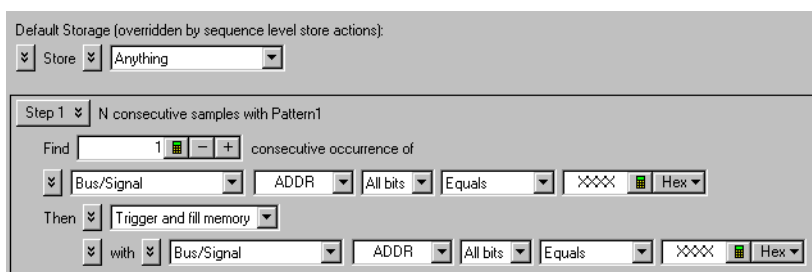 Default Storage (overridden by sequence level store actions):
Store Anything
Step 1 N consecutive samples with Pattern1
Find 1 − + consecutive occurrence of
Bus/Signal ADDR All bits Equals XXXX Hex
Then Trigger and fill memory
with Bus/Signal ADDR All bits Equals XXXX Hex